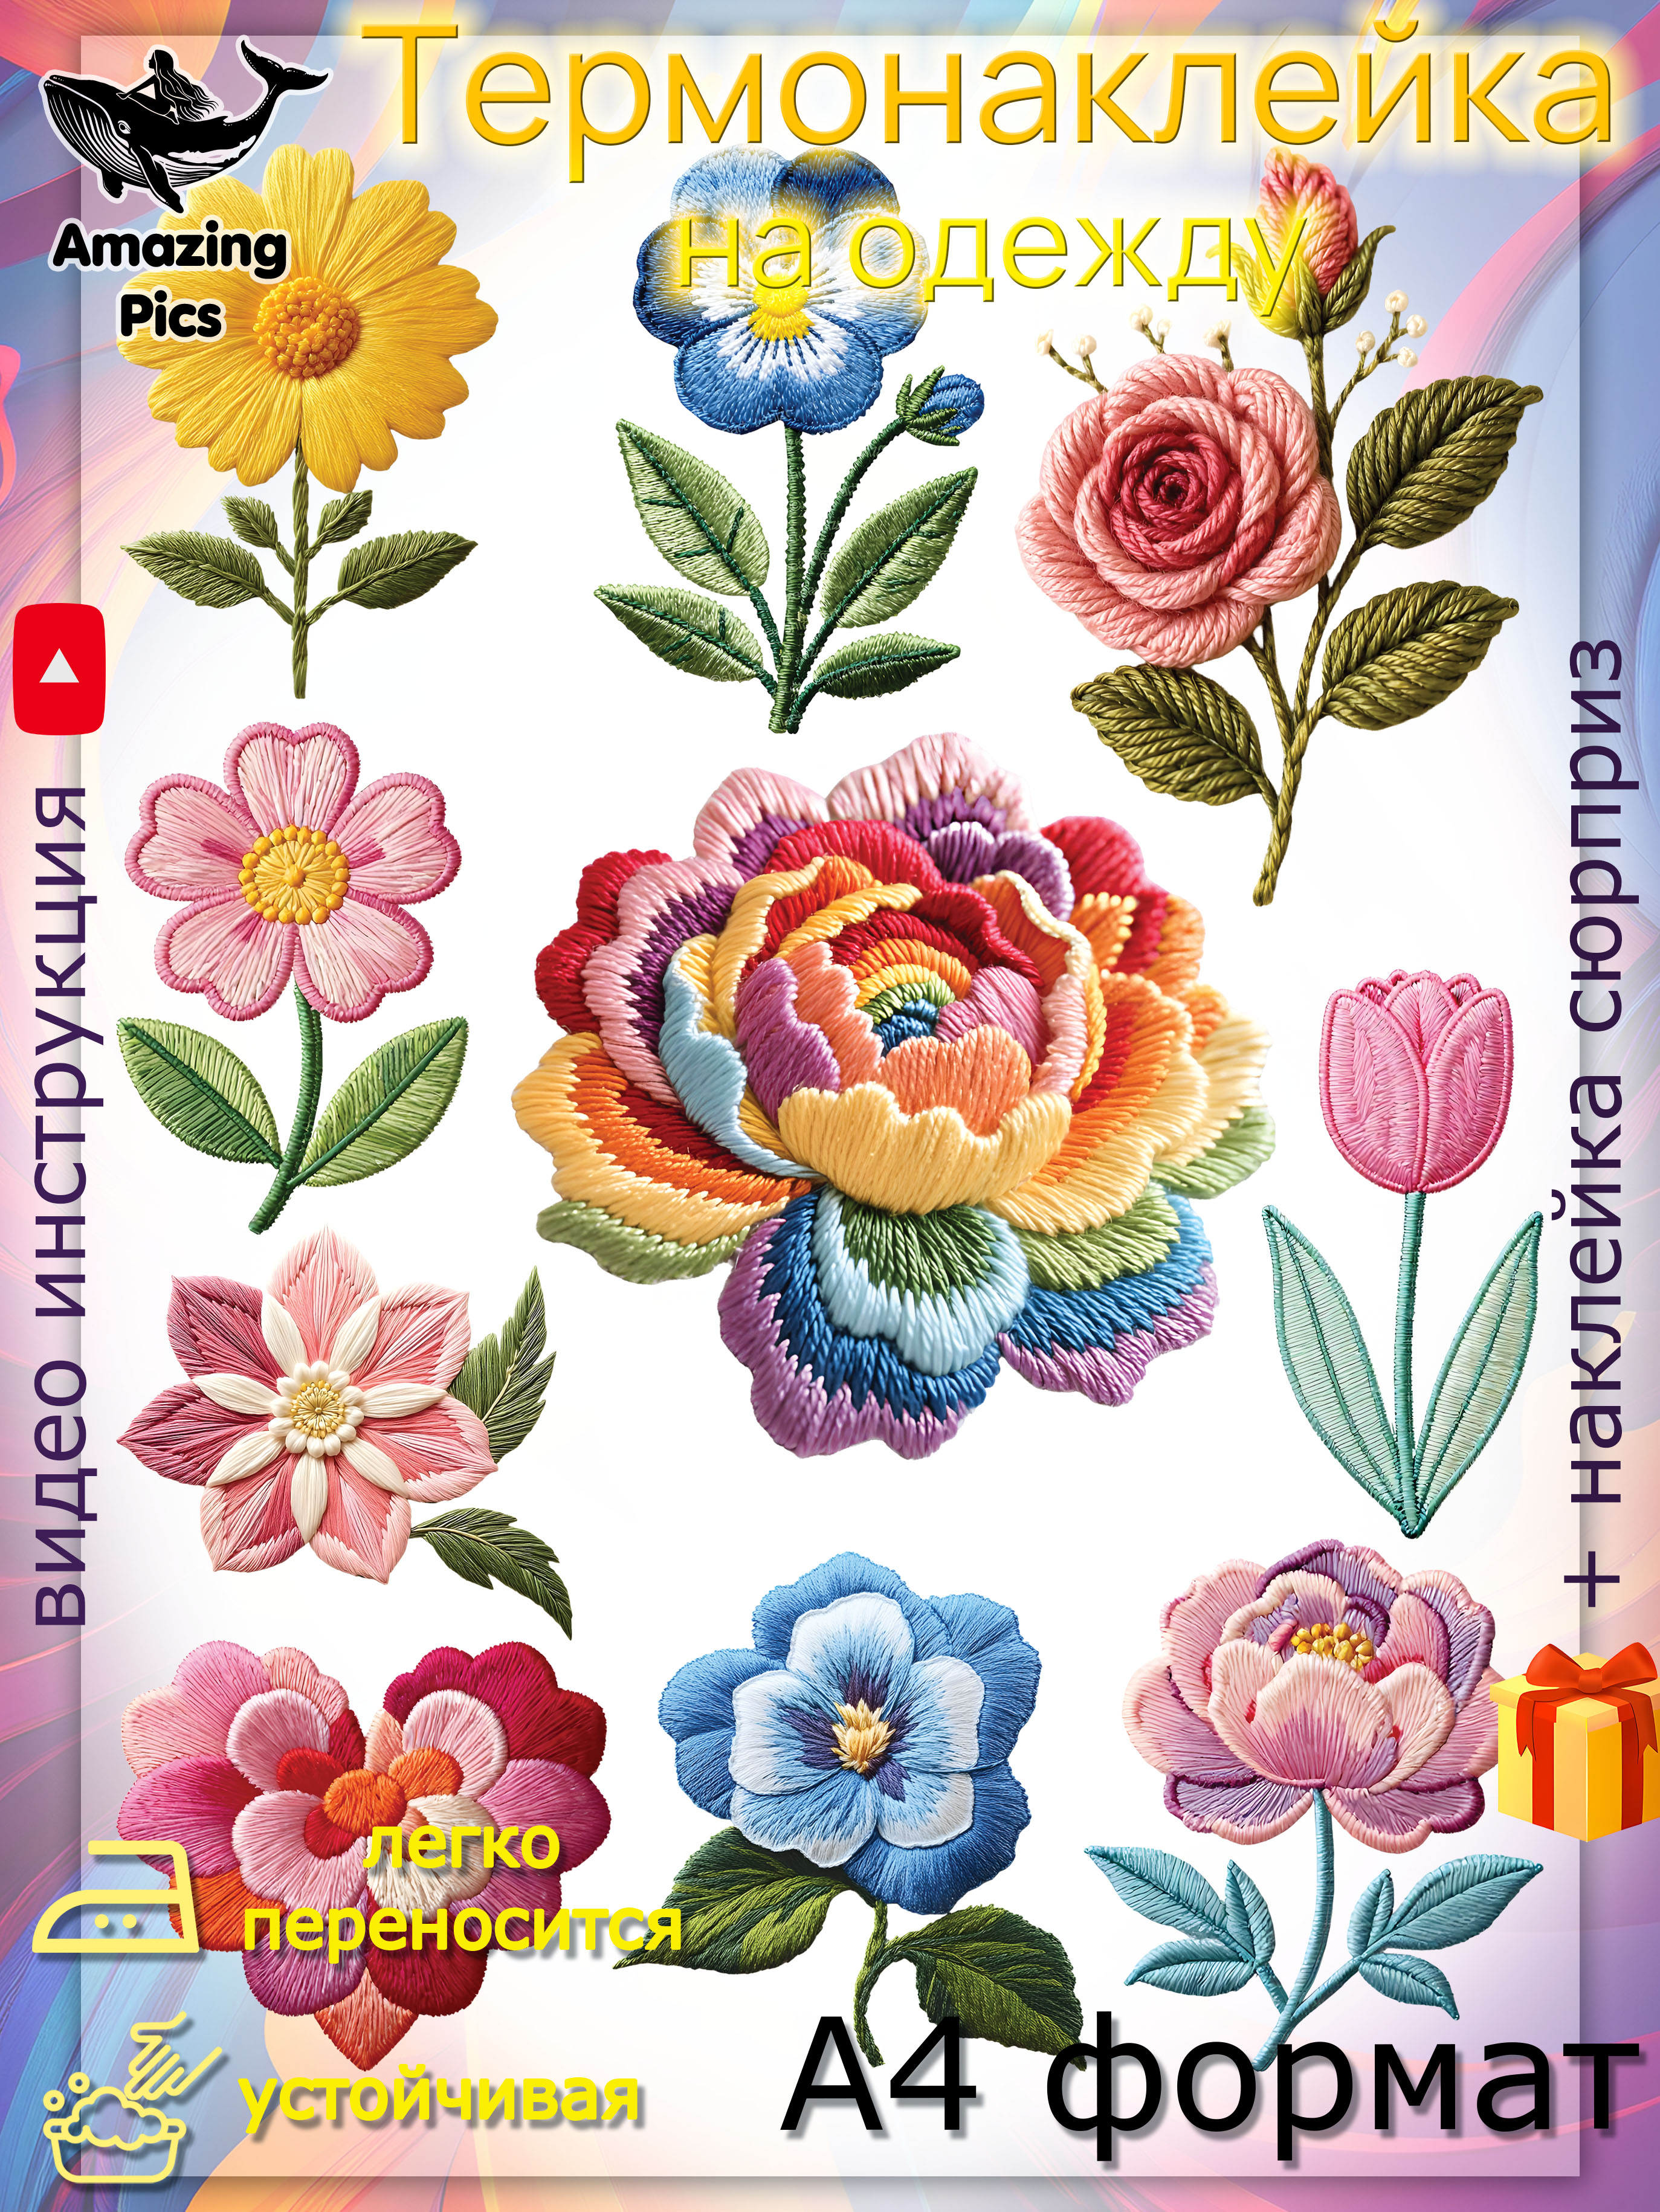 Термонаклейка
на одежду
Amazing
Pics
видео инструкция
+ наклейка сюрприз
легко
переносится
устойчивая
А4 формат